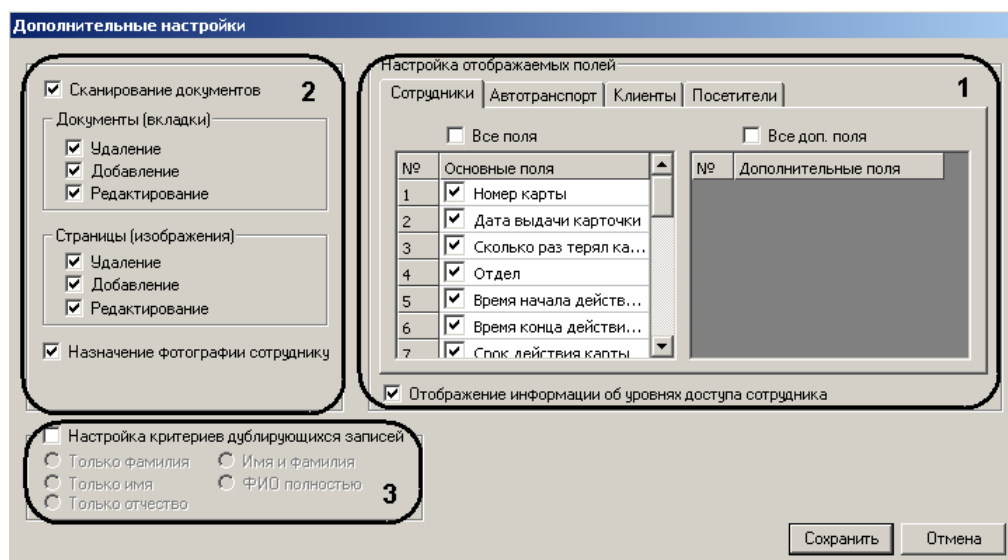 Дополнительные настройки
Сканирование документов
2
Документы (вкладки)
Удаление
Добавление
Редактирование
Страницы (изображения)
Удаление
Добавление
Редактирование
Назначение фотографии сотруднику
Настройка отображаемых полей
1
Сотрудники Автотранспорт Клиенты Посетители
Все поля
№ Основные поля
1 Номер карты
2 Дата выдачи карточки
3 Сколько раз терял ка...
4 Отдел
5 Время начала действ...
6 Время конца действи...
7 Срок действия карты
Все доп. поля
№ Дополнительные поля
Отображение информации об уровнях доступа сотрудника
Настройка критериев дублирующихся записей
Только фамилия Имя и фамилия
Только имя ФИО полностью
Только отчество
3
Сохранить Отмена